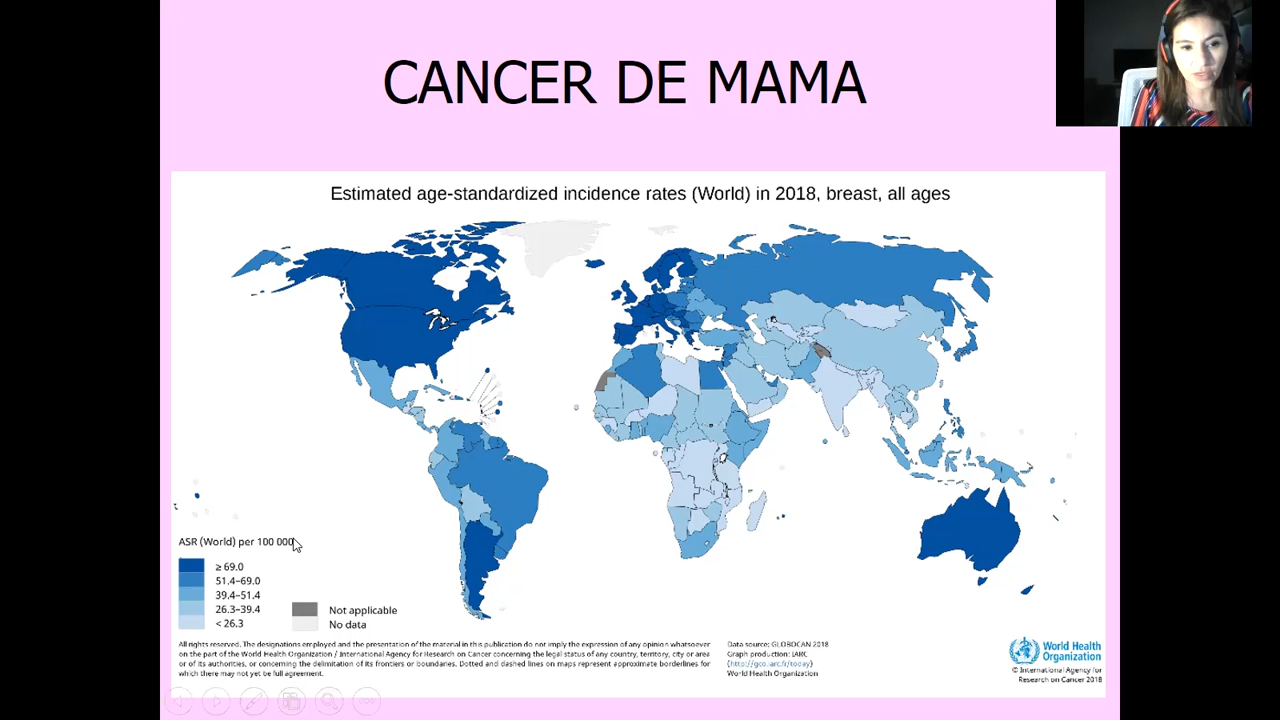 CANCER DE MAMA
Estimated age-standardized incidence rates (World) in 2018, breast, all ages
ASR (World) per 100 000
≥ 69.0
51.4–69.0
39.4–51.4
26.3–39.4
< 26.3
Not applicable
No data
All rights reserved. The designations employed and the presentation of the material in this publication do not imply the expression of any opinion whatsoever
on the part of the World Health Organization / International Agency for Research on Cancer concerning the legal status of any country, territory, city or area
or of its authorities, or concerning the delimitation of its frontiers or boundaries. Dotted and dashed lines on maps represent approximate borderlines for
which there may not yet be full agreement.
Data source: GLOBOCAN 2018
Graph production: IARC
(http://gco.iarc.fr/today)
World Health Organization
World Health
Organization
© International Agency for
Research on Cancer 2018